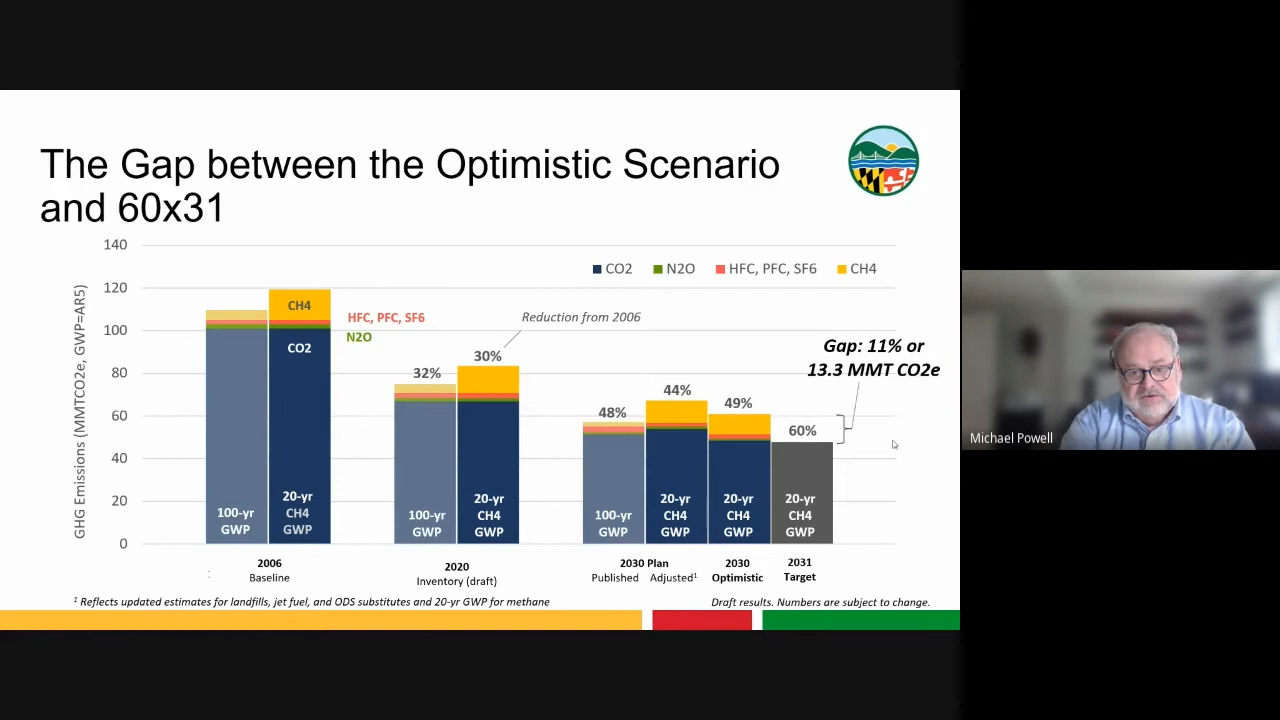 The Gap between the Optimistic Scenario
and 60x31
GHG Emissions (MMTCO2e, GWP=AR5)
140
120
100
80
60
40
20
0
CO2
N2O
HFC, PFC, SF6
CH4
CH4
CO2
HFC, PFC, SF6
N2O
Reduction from 2006
32%
30%
48%
44%
49%
60%
Gap: 11% or
13.3 MMT CO2e
100-yr
GWP
20-yr
CH4
GWP
100-yr
GWP
20-yr
CH4
GWP
100-yr
GWP
20-yr
CH4
GWP
20-yr
CH4
GWP
20-yr
CH4
GWP
2006
Baseline
2020
Inventory (draft)
2030 Plan
Published Adjusted¹
2030
Optimistic
2031
Target
¹ Reflects updated estimates for landfills, jet fuel, and ODS substitutes and 20-yr GWP for methane
Draft results. Numbers are subject to change.
Michael Powell